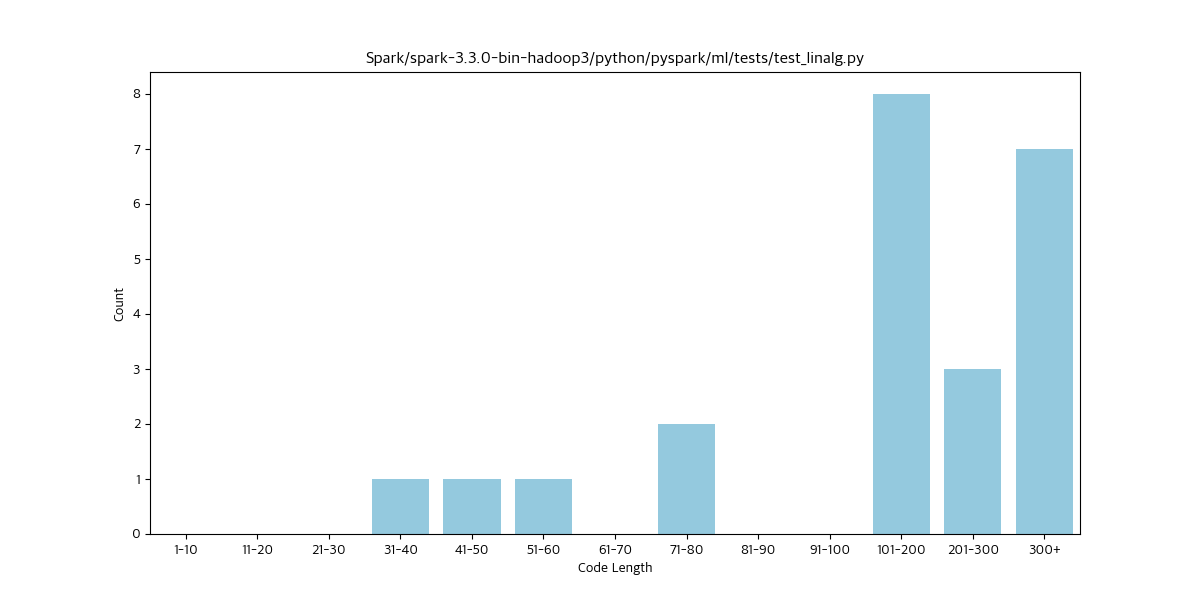 Spark/spark-3.3.0-bin-hadoop3/python/pyspark/ml/tests/test_linalg.py
8
7
6
5
4
3
2
1
0
Count
1-10 11-20 21-30 31-40 41-50 51-60 61-70 71-80 81-90 91-100 101-200 201-300 300+
Code Length